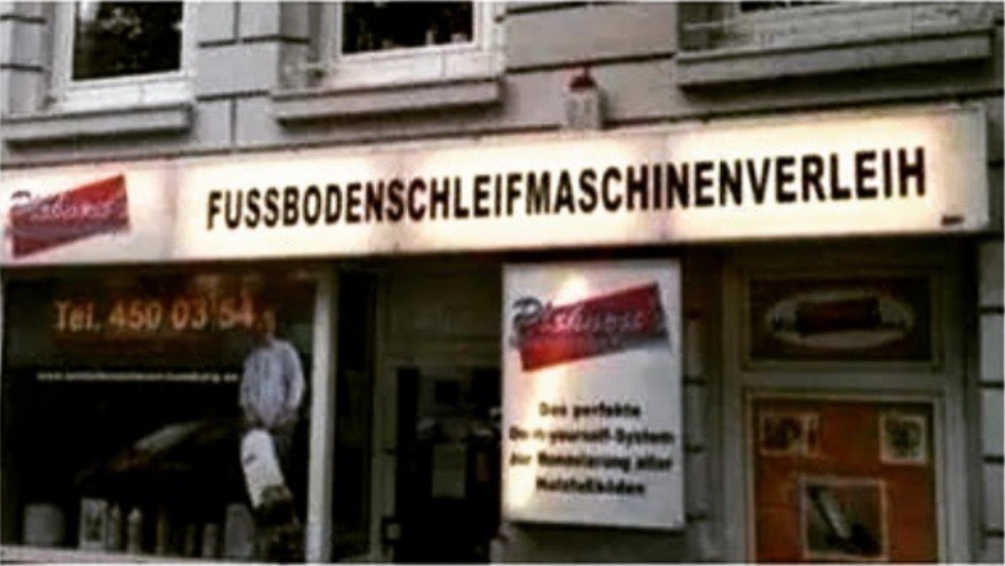 FUSSBODENSCHLEIFMASCHINENVERLEIH
Tel. 450 03 54
Das perfekte
Do-it-yourself-System
zur Renovierung alter
Holzfußböden